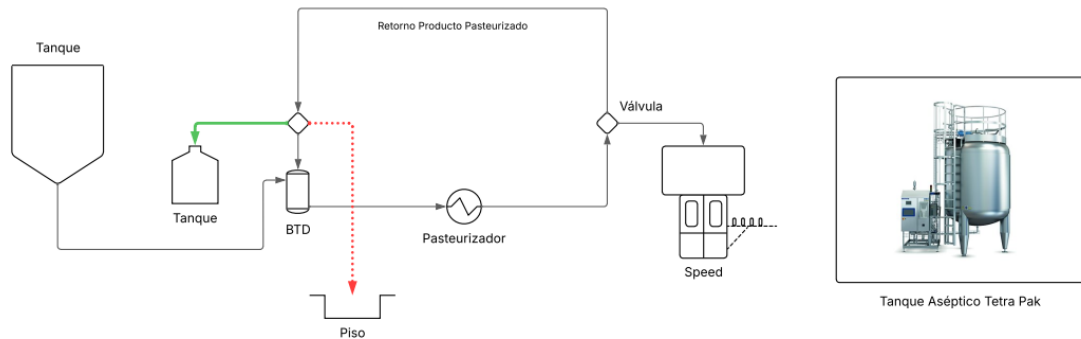 Retorno Producto Pasteurizado
Tanque
Válvula
Tanque
BTD
Pasteurizador
Speed
Piso
Tanque Aséptico Tetra Pak